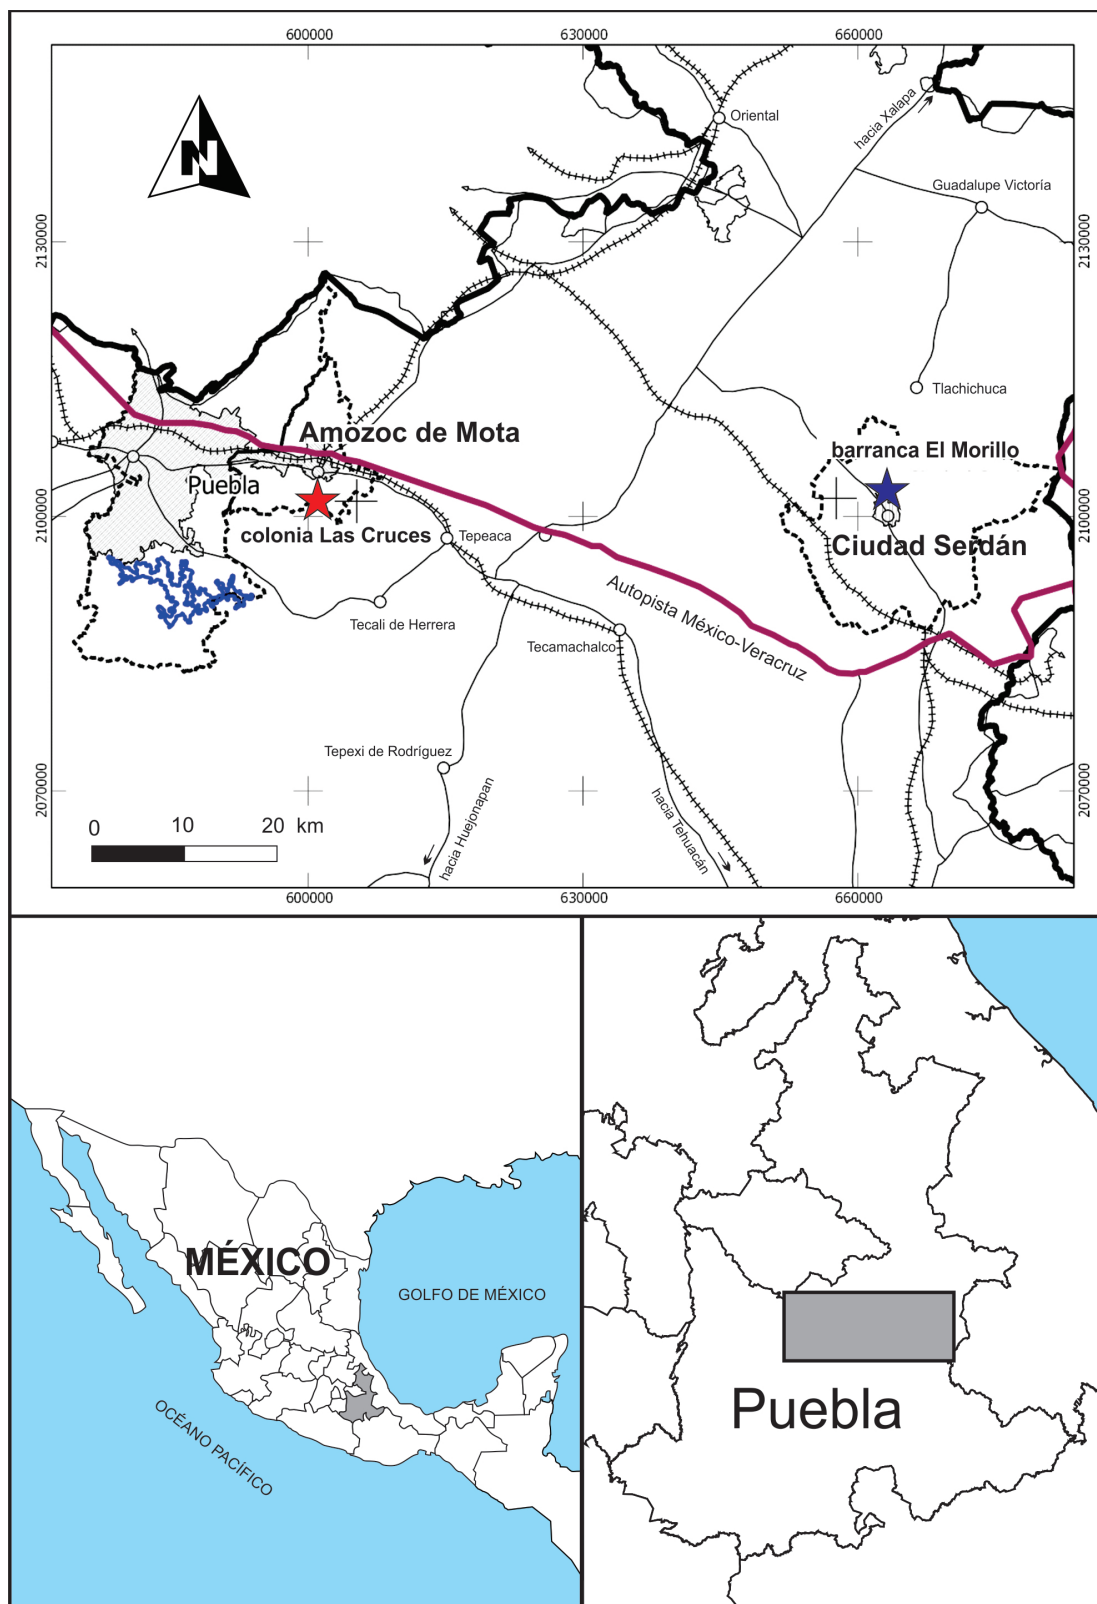 600000
630000
660000
N
Oriental
hacia Xalapa
Guadalupe Victoría
2130000
2130000
Tlachichuca
Amozoc de Mota
barranca El Morillo
Puebla
2100000
2100000
colonia Las Cruces
Tepeaca
Ciudad Serdán
Autopista México-Veracruz
Tecali de Herrera
Tecamachalco
Tepexi de Rodríguez
2070000
2070000
hacia Huejonapan
hacia Tehuacán
0 10 20 km
600000
630000
660000
MÉXICO
GOLFO DE MÉXICO
OCÉANO PACÍFICO
Puebla